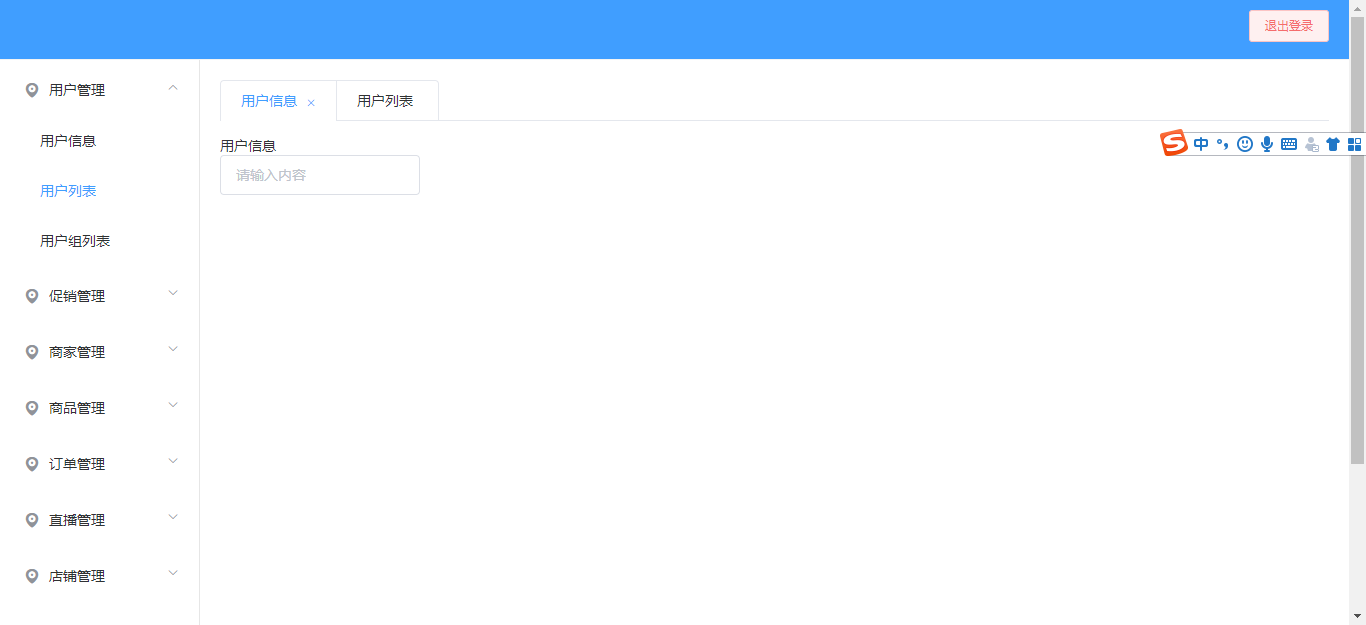 退出登录
用户管理
用户信息
用户列表
用户组列表
促销管理
商家管理
商品管理
订单管理
直播管理
店铺管理
用户信息 ×
用户列表
用户信息
请输入内容
S 中 °,